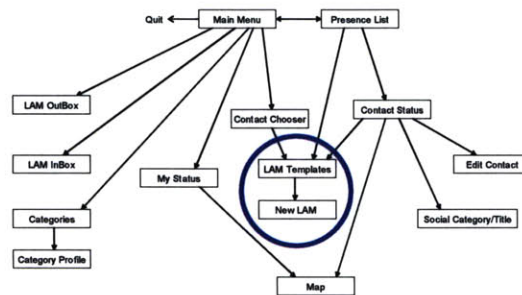 Quit
Main Menu
Presence List
LAM OutBox
Contact Chooser
Contact Status
LAM InBox
My Status
LAM Templates
Edit Contact
Categories
New LAM
Social Category/Title
Category Profile
Map